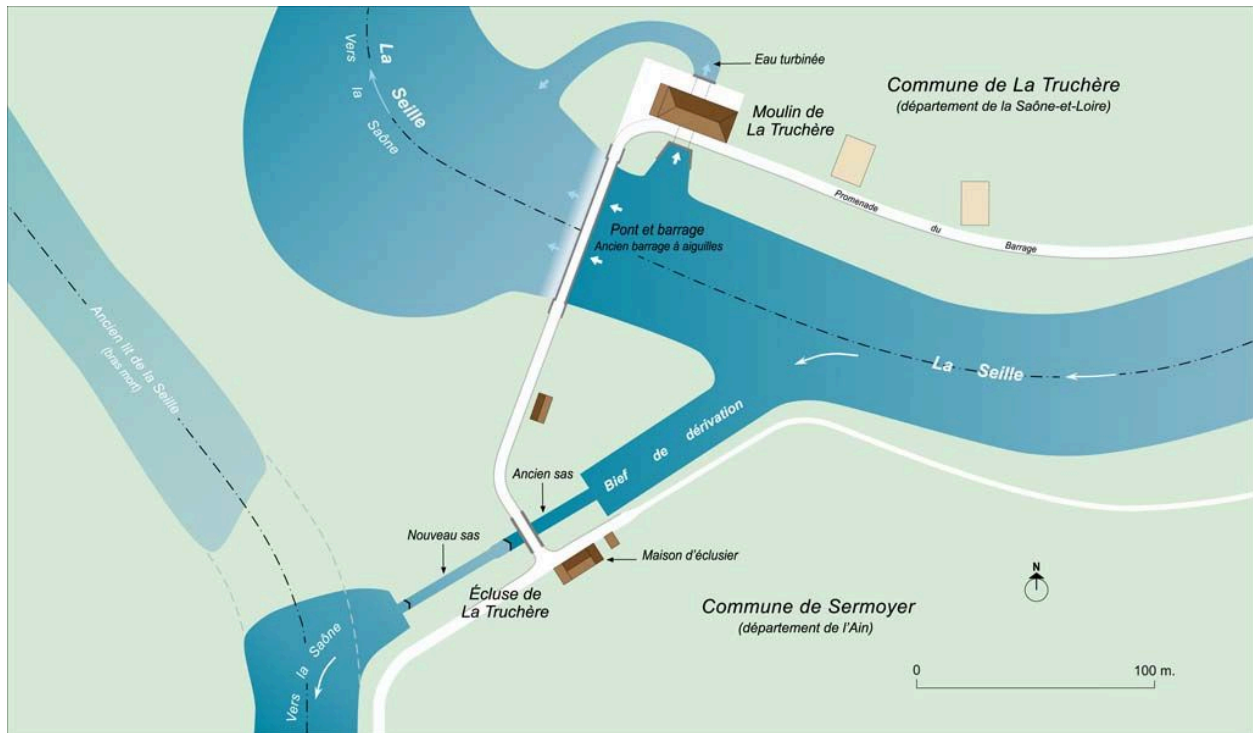 La Seille
Vers la Saône
Eau turbinée
Commune de La Truchère
(département de la Saône-et-Loire)
Moulin de
La Truchère
Promenade du Barrage
Pont et barrage
Ancien barrage à aiguilles
Ancien lit de la Seille
(bras mort)
La Seille
Bief de dérivation
Ancien sas
Nouveau sas
Maison d'éclusier
Écluse de
La Truchère
Commune de Sermoyer
(département de l'Ain)
N
Vers la Saône
0 100 m.